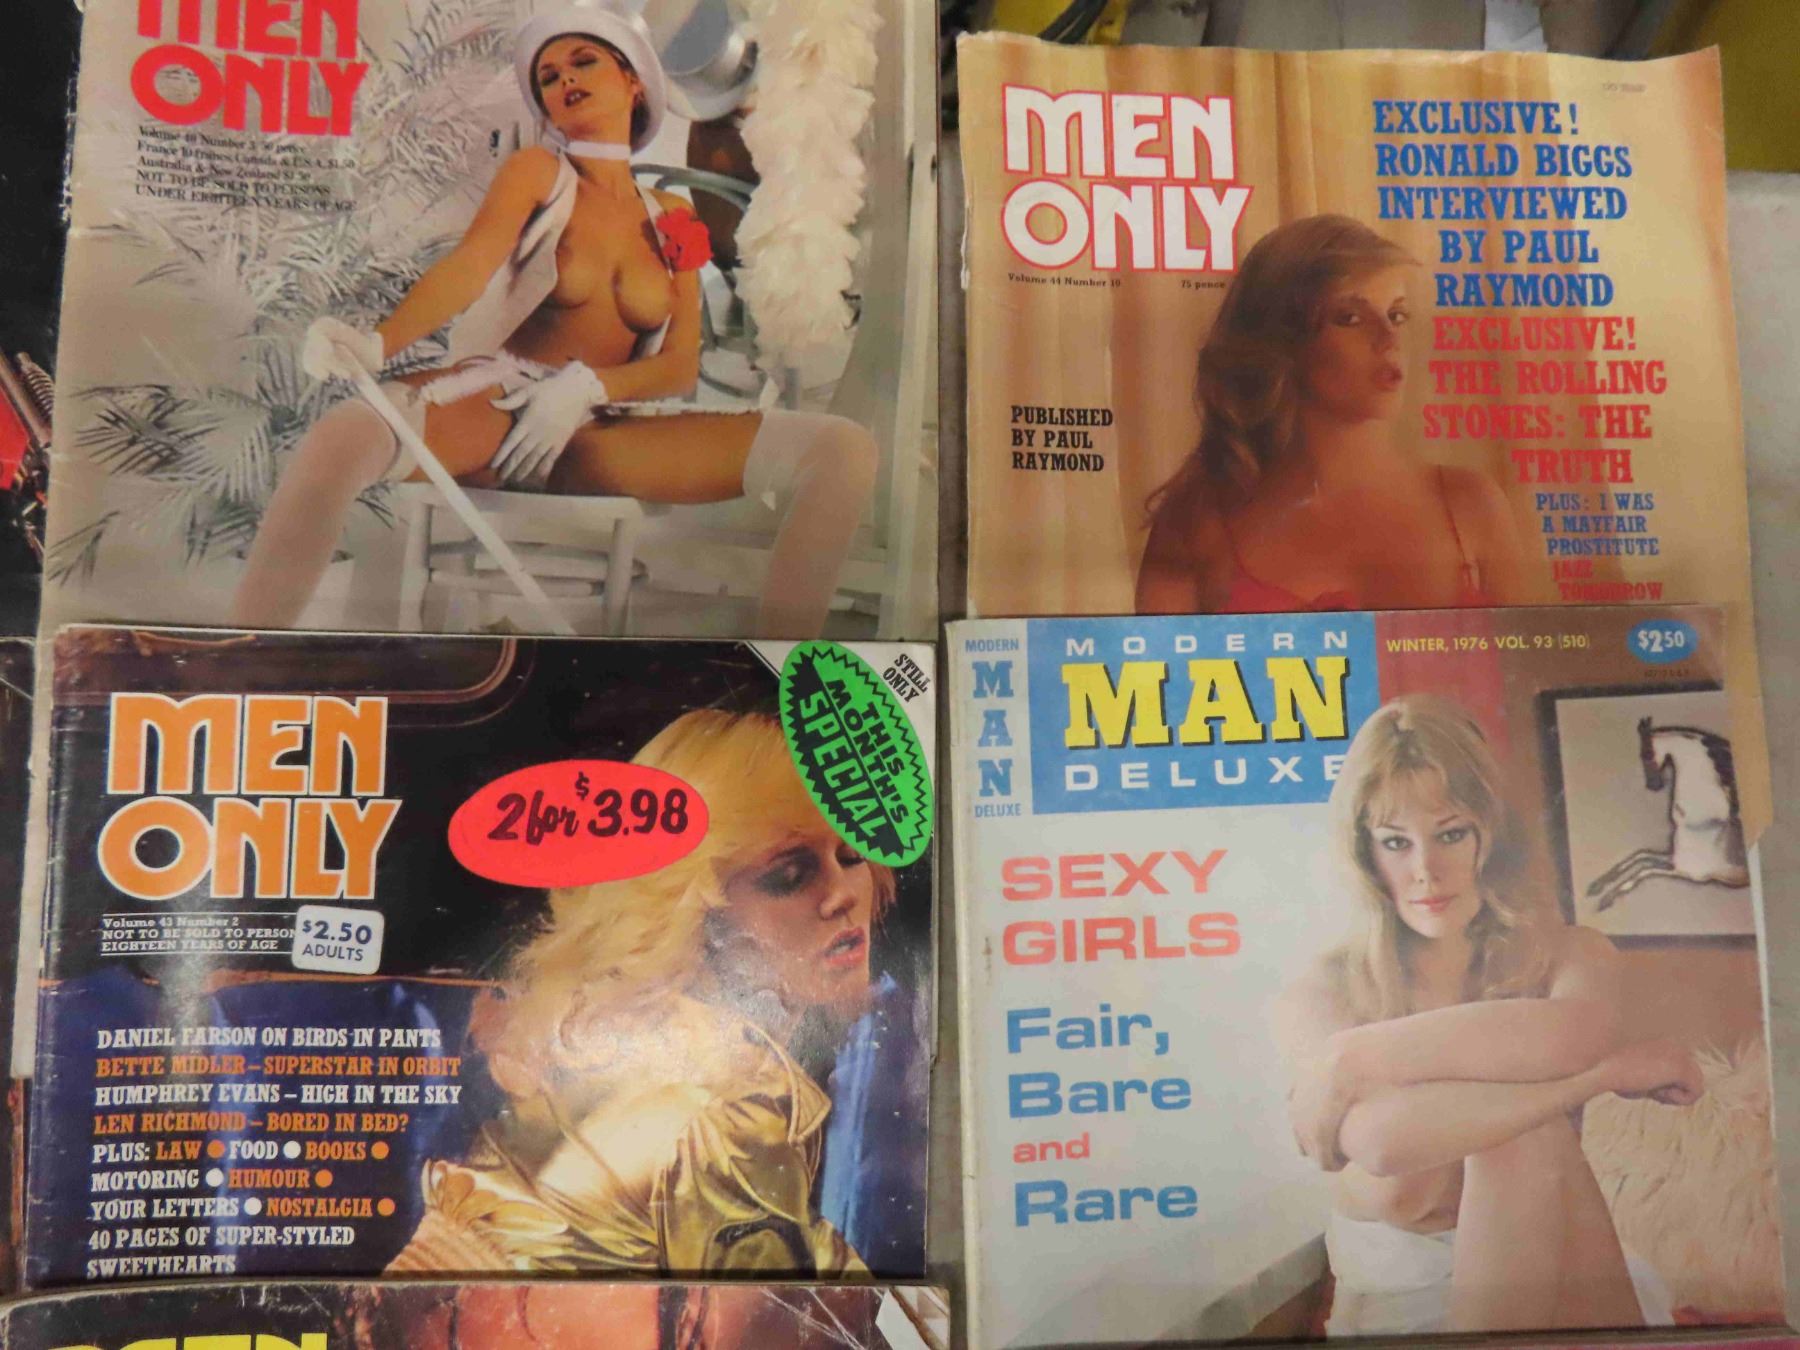 MEN
ONLY
Volume 40 Number 3 50 pence
France 10 francs, Canada & U.S.A. $1.50
Australia & New Zealand $1.50
NOT TO BE SOLD TO PERSONS
UNDER EIGHTEEN YEARS OF AGE
MEN
ONLY
Volume 44 Number 10 75 pence
EXCLUSIVE!
RONALD BIGGS
INTERVIEWED
BY PAUL
RAYMOND
EXCLUSIVE!
THE ROLLING
STONES: THE
TRUTH
PLUS: I WAS
A MAYFAIR
PROSTITUTE
JAZZ
TOMORROW
PUBLISHED
BY PAUL
RAYMOND
MEN
ONLY
Volume 43 Number 2
NOT TO BE SOLD TO PERSON
EIGHTEEN YEARS OF AGE
$2.50
ADULTS
2 for $3.98
THIS
MONTH'S
SPECIAL
STILL
ONLY
DANIEL FARSON ON BIRDS IN PANTS
BETTE MIDLER – SUPERSTAR IN ORBIT
HUMPHREY EVANS – HIGH IN THE SKY
LEN RICHMOND – BORED IN BED?
PLUS: LAW ● FOOD ● BOOKS ●
MOTORING ● HUMOUR ●
YOUR LETTERS ● NOSTALGIA ●
40 PAGES OF SUPER-STYLED
SWEETHEARTS
MODERN
MAN
DELUXE
MODERN
MAN
DELUXE
WINTER, 1976 VOL. 93 (510)
$2.50
SEXY
GIRLS
Fair,
Bare
and
Rare